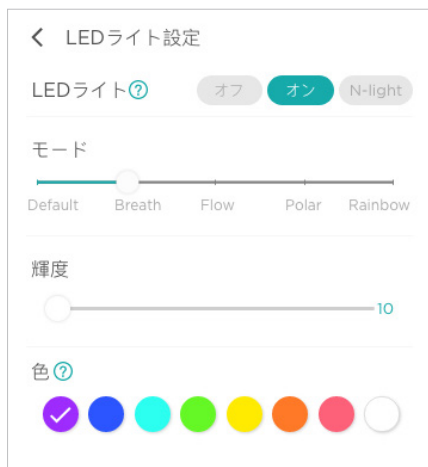 LEDライト設定
LEDライト? オフ オン N-light
モード
Default Breath Flow Polar Rainbow
輝度
10
色?